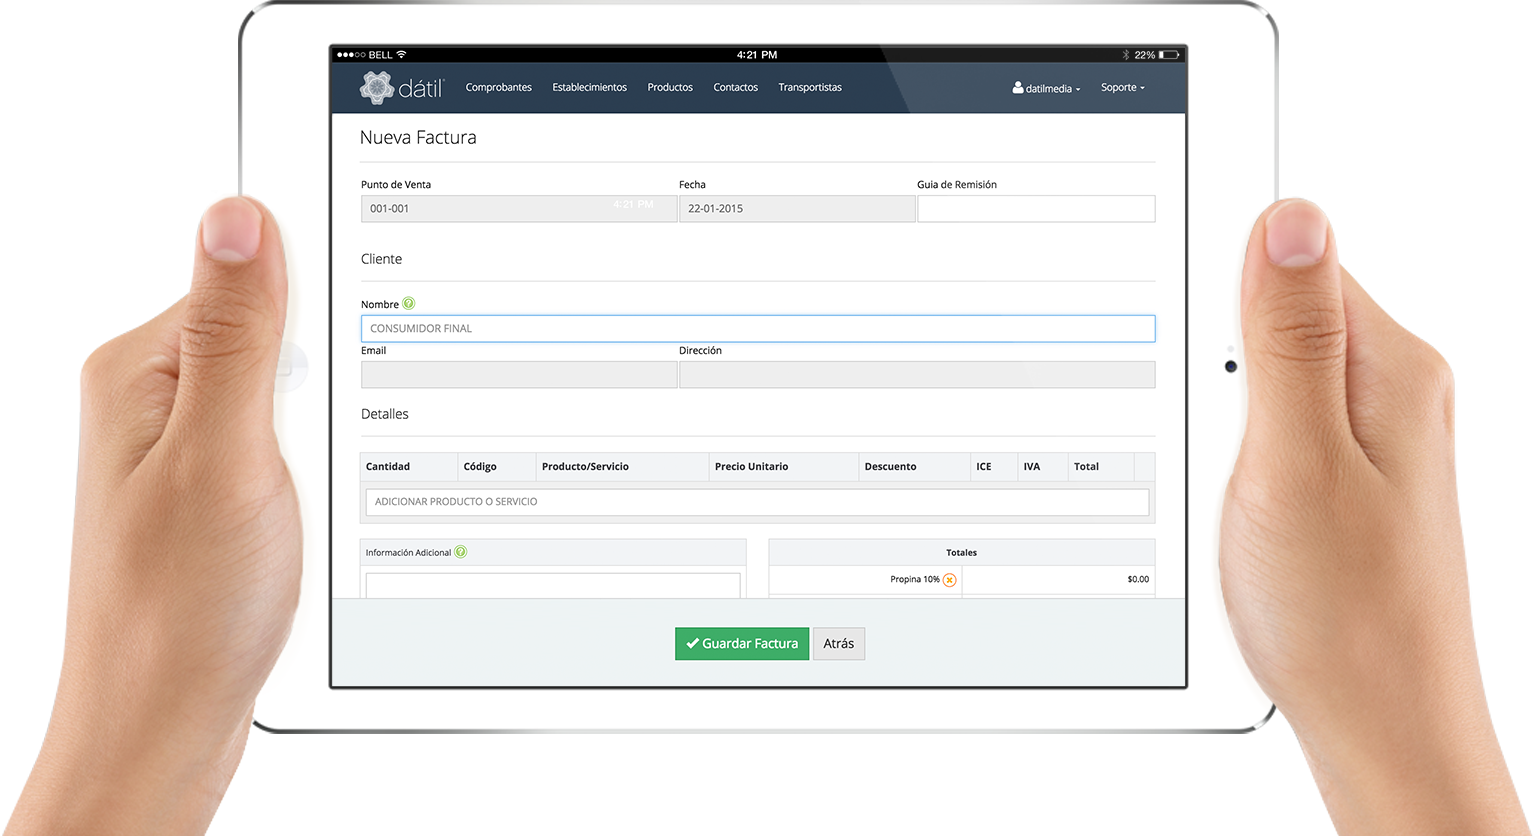 BELL 4:21 PM 22%
dátil Comprobantes Establecimientos Productos Contactos Transportistas datilmedia Soporte
Nueva Factura
Punto de Venta Fecha Guia de Remisión
001-001 4:21 PM 22-01-2015
Cliente
Nombre
CONSUMIDOR FINAL
Email Dirección
Detalles
Cantidad Código Producto/Servicio Precio Unitario Descuento ICE IVA Total
ADICIONAR PRODUCTO O SERVICIO
Información Adicional Totales
Propina 10% $0.00
Guardar Factura Atrás